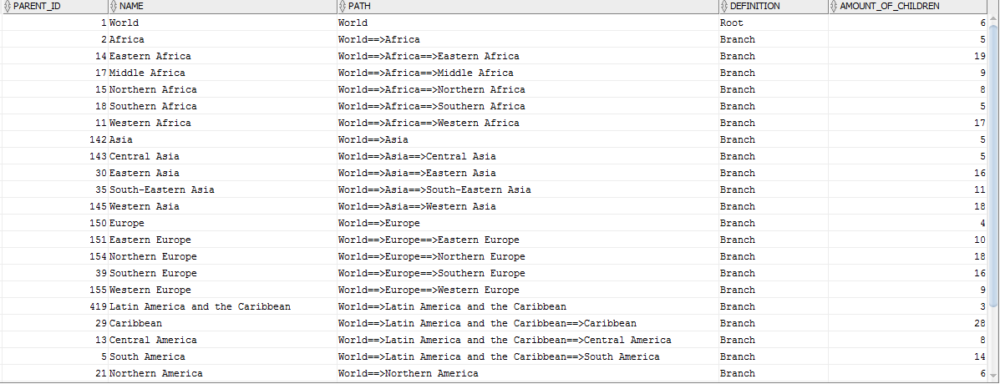 PARENT_ID NAME PATH DEFINITION AMOUNT_OF_CHILDREN
1 World World Root 6
2 Africa World==>Africa Branch 5
14 Eastern Africa World==>Africa==>Eastern Africa Branch 19
17 Middle Africa World==>Africa==>Middle Africa Branch 9
15 Northern Africa World==>Africa==>Northern Africa Branch 8
18 Southern Africa World==>Africa==>Southern Africa Branch 5
11 Western Africa World==>Africa==>Western Africa Branch 17
142 Asia World==>Asia Branch 5
143 Central Asia World==>Asia==>Central Asia Branch 5
30 Eastern Asia World==>Asia==>Eastern Asia Branch 16
35 South-Eastern Asia World==>Asia==>South-Eastern Asia Branch 11
145 Western Asia World==>Asia==>Western Asia Branch 18
150 Europe World==>Europe Branch 4
151 Eastern Europe World==>Europe==>Eastern Europe Branch 10
154 Northern Europe World==>Europe==>Northern Europe Branch 18
39 Southern Europe World==>Europe==>Southern Europe Branch 16
155 Western Europe World==>Europe==>Western Europe Branch 9
419 Latin America and the Caribbean World==>Latin America and the Caribbean Branch 3
29 Caribbean World==>Latin America and the Caribbean==>Caribbean Branch 28
13 Central America World==>Latin America and the Caribbean==>Central America Branch 8
5 South America World==>Latin America and the Caribbean==>South America Branch 14
21 Northern America World==>Northern America Branch 6